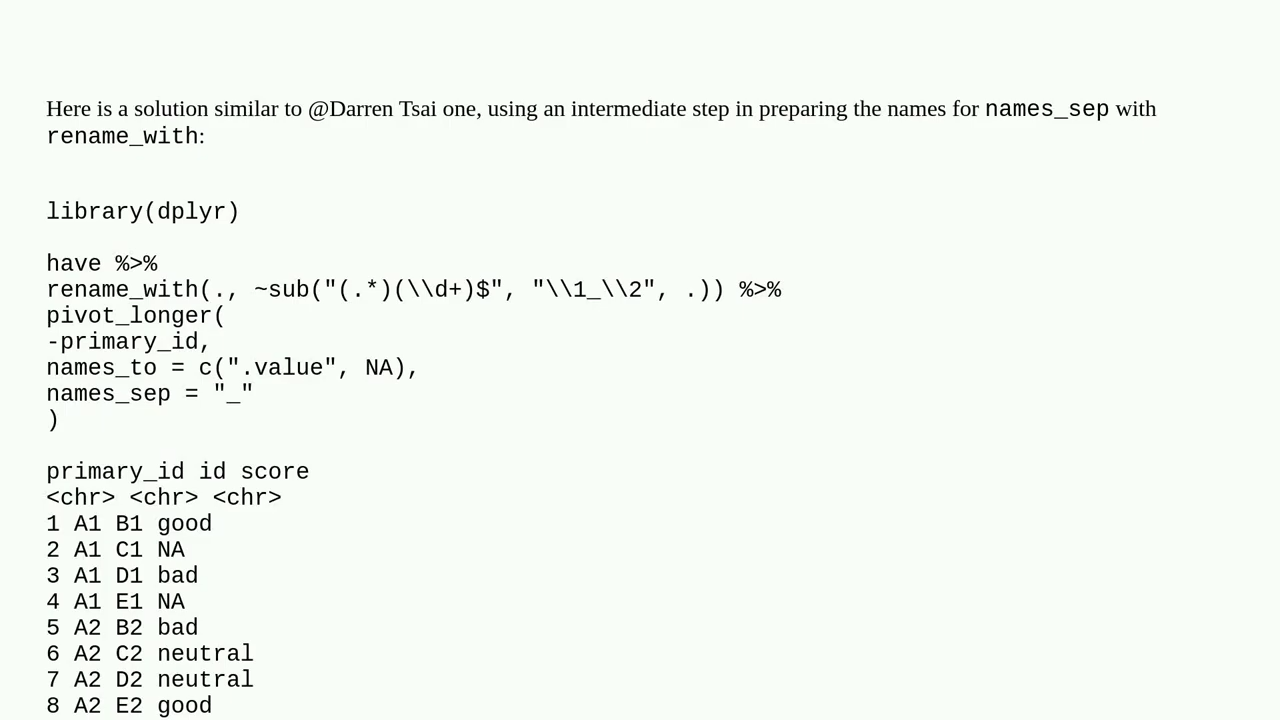 Here is a solution similar to @Darren Tsai one, using an intermediate step in preparing the names for names_sep with
rename_with:
library(dplyr)
have %>%
rename_with(., ~sub("(.*)(\\d+)$", "\\1_\\2", .)) %>%
pivot_longer(
-primary_id,
names_to = c(".value", NA),
names_sep = "_"
)
primary_id id score
<chr> <chr> <chr>
1 A1 B1 good
2 A1 C1 NA
3 A1 D1 bad
4 A1 E1 NA
5 A2 B2 bad
6 A2 C2 neutral
7 A2 D2 neutral
8 A2 E2 good